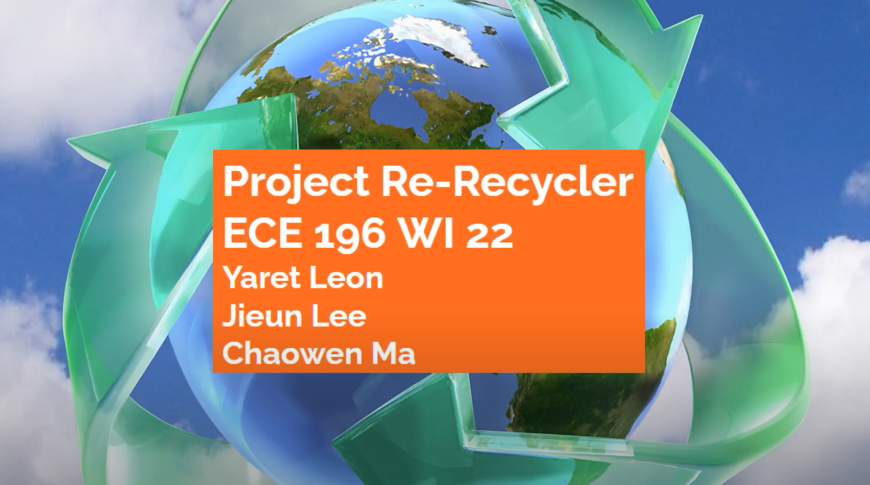 Project Re-Recycler
ECE 196 WI 22
Yaret Leon
Jieun Lee
Chaowen Ma